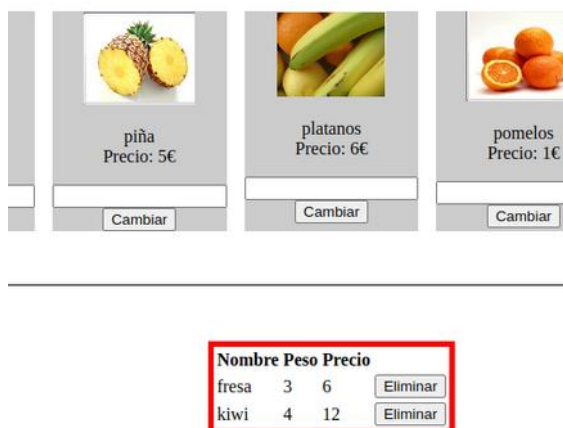 piña
Precio: 5€
Cambiar
platanos
Precio: 6€
Cambiar
pomelos
Precio: 1€
Cambiar
Nombre Peso Precio
fresa 3 6 Eliminar
kiwi 4 12 Eliminar